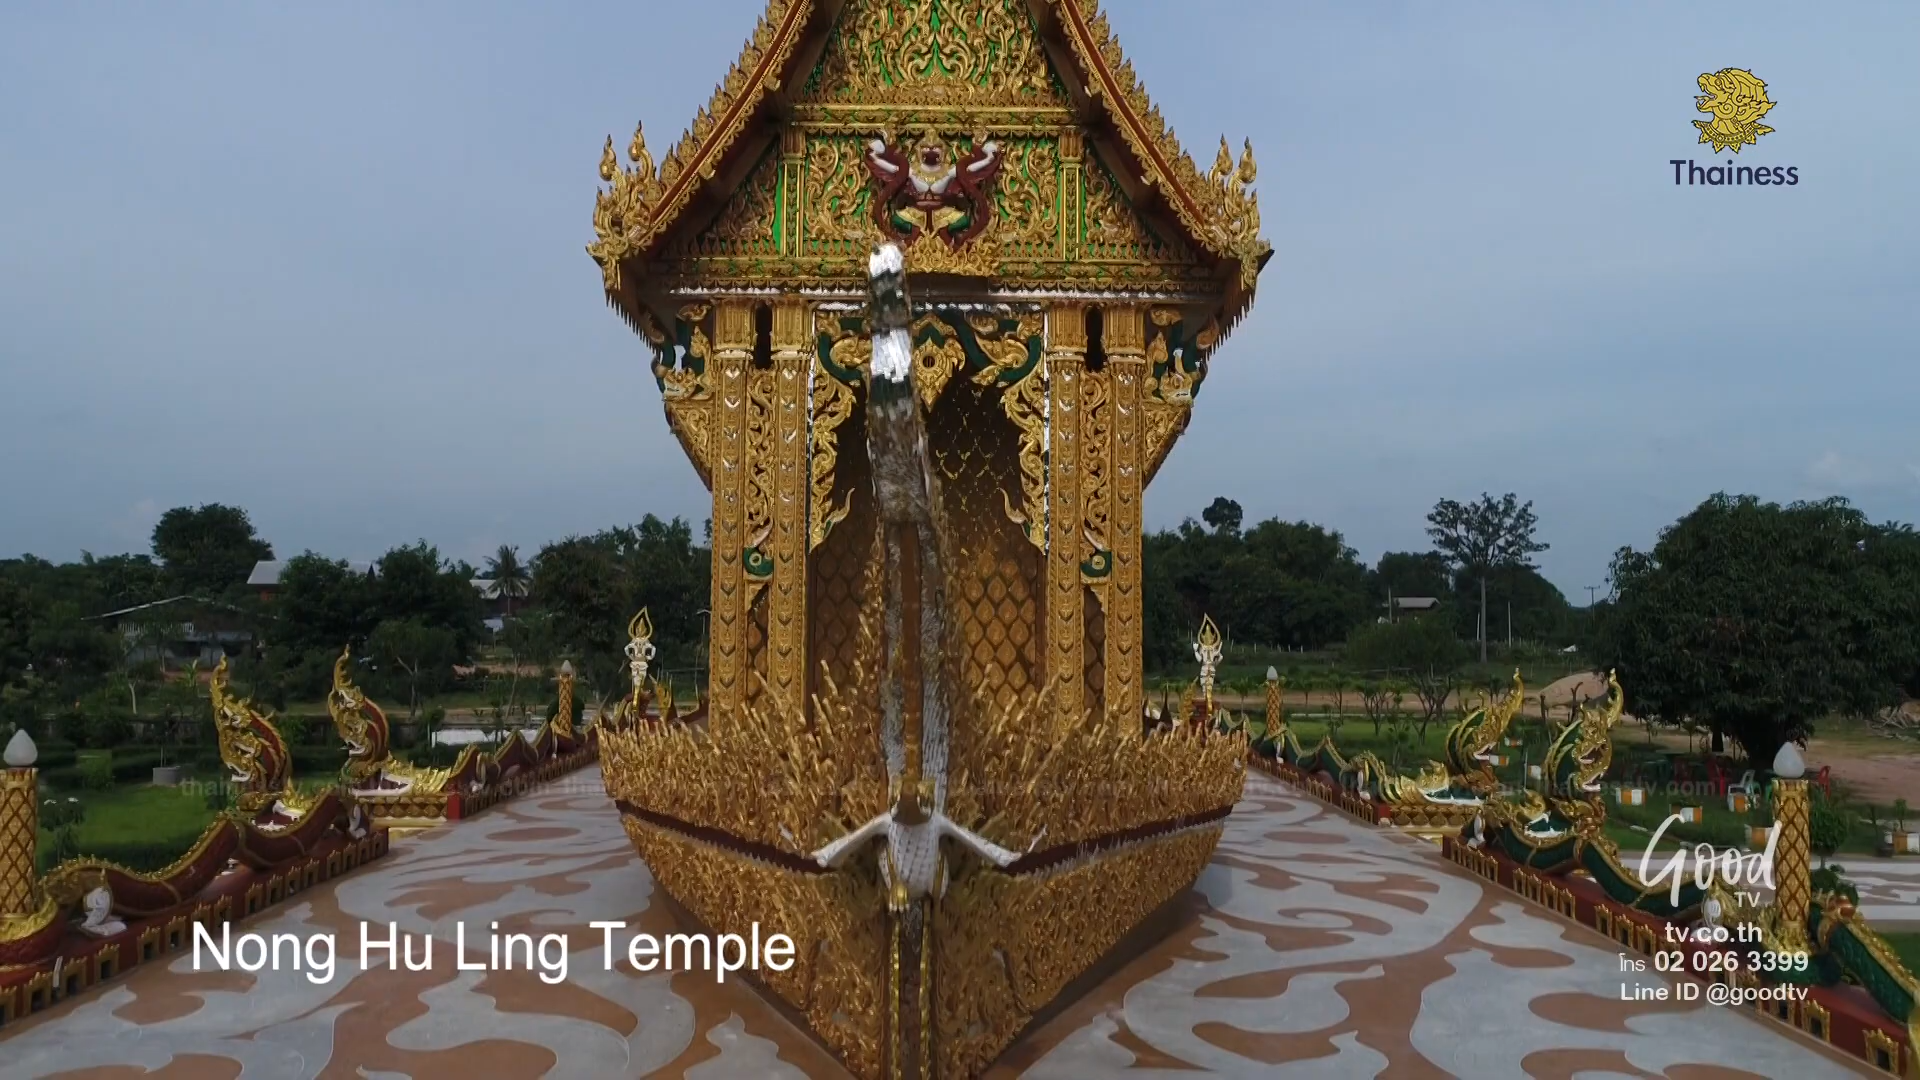 Thainess
Nong Hu Ling Temple
Good
TV
tv.co.th
โทร 02 026 3399
Line ID @goodtv